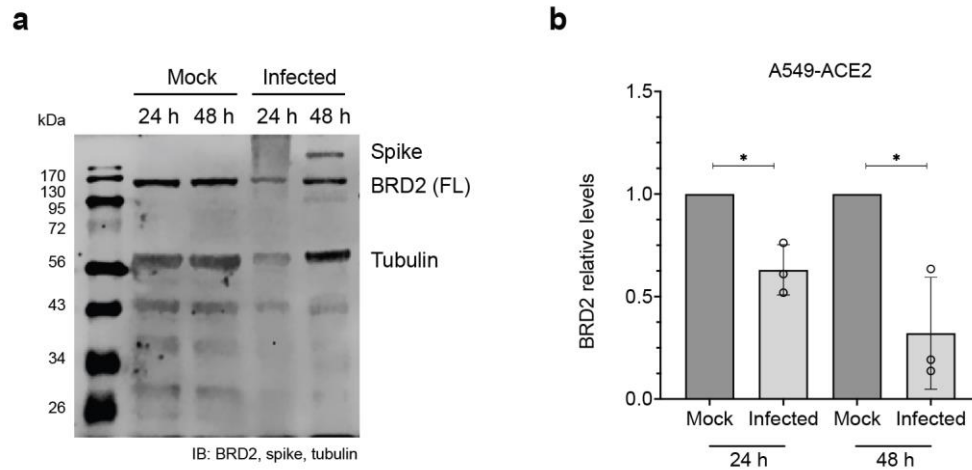 a
Mock Infected
kDa 24 h 48 h 24 h 48 h
Spike
170 BRD2 (FL)
130
95
72
56 Tubulin
43
34
26
IB: BRD2, spike, tubulin
b
A549-ACE2
BRD2 relative levels
1.5
* *
1.0
0.5
0.0
Mock Infected Mock Infected
24 h 48 h